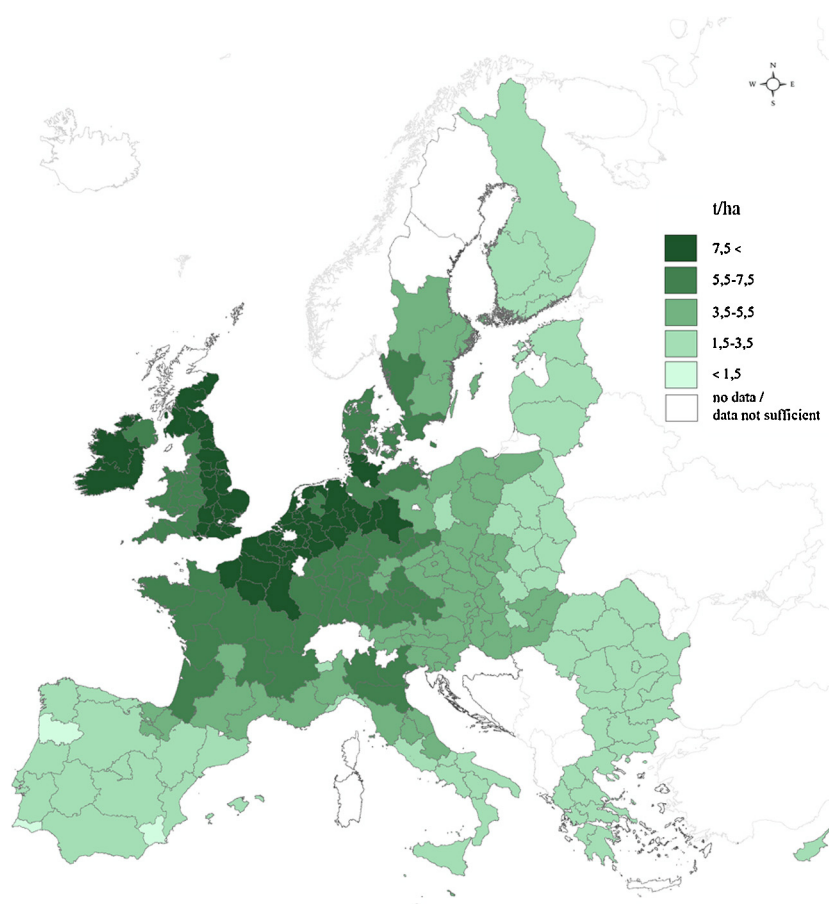 N
W E
S
t/ha
7,5 <
5,5-7,5
3,5-5,5
1,5-3,5
< 1,5
no data /
data not sufficient